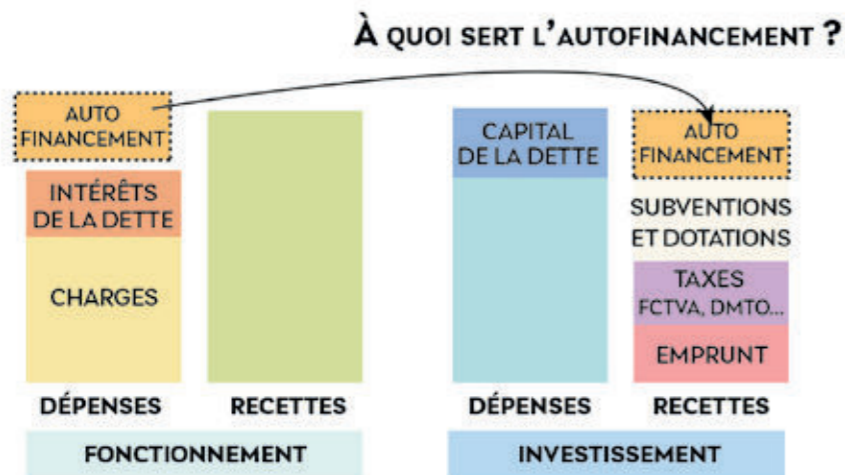 À QUOI SERT L'AUTOFINANCEMENT ?
AUTO
FINANCEMENT
INTÉRÊTS
DE LA DETTE
CHARGES
CAPITAL
DE LA DETTE
AUTO
FINANCEMENT
SUBVENTIONS
ET DOTATIONS
TAXES
FCTVA, DMTO...
EMPRUNT
DÉPENSES
RECETTES
DÉPENSES
RECETTES
FONCTIONNEMENT
INVESTISSEMENT